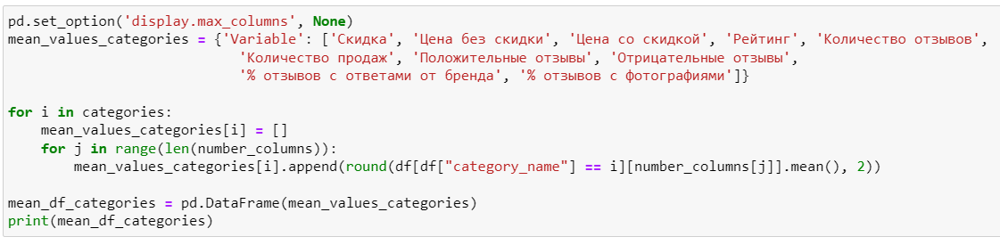 pd.set_option('display.max_columns', None)
mean_values_categories = {'Variable': ['Скидка', 'Цена без скидки', 'Цена со скидкой', 'Рейтинг', 'Количество отзывов',
                                       'Количество продаж', 'Положительные отзывы', 'Отрицательные отзывы',
                                       '% отзывов с ответами от бренда', '% отзывов с фотографиями']}

for i in categories:
    mean_values_categories[i] = []
    for j in range(len(number_columns)):
        mean_values_categories[i].append(round(df[df["category_name"] == i][number_columns[j]].mean(), 2))

mean_df_categories = pd.DataFrame(mean_values_categories)
print(mean_df_categories)